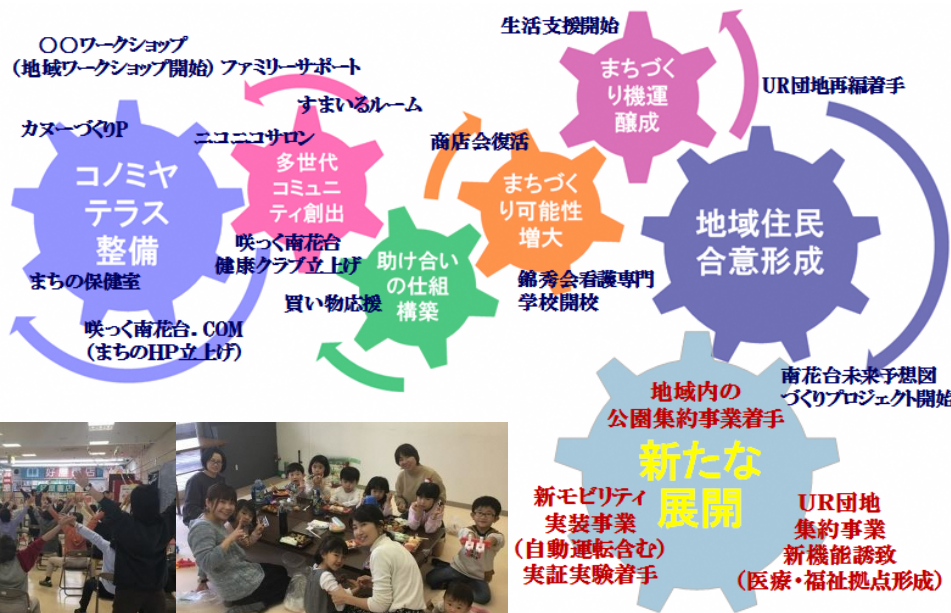 〇〇ワークショップ
(地域ワークショップ開始)
ファミリーサポート
すまいるルーム
カヌーづくりP
ニコニコサロン
コノミヤ
テラス
整備
多世代
コミュニ
ティ創出
まちの保健室
咲っく南花台.COM
(まちのHP立上げ)
咲っく南花台
健康クラブ立上げ
買い物応援
助け合い
の仕組
構築
商店会復活
まちづく
り可能性
増大
錦秀会看護専門
学校開校
生活支援開始
まちづく
り機運
醸成
UR団地再編着手
地域住民
合意形成
南花台未来予想図
づくりプロジェクト開始
地域内の
公園集約事業着手
新たな
展開
新モビリティ
実装事業
(自動運転含む)
実証実験着手
UR団地
集約事業
新機能誘致
(医療・福祉拠点形成)